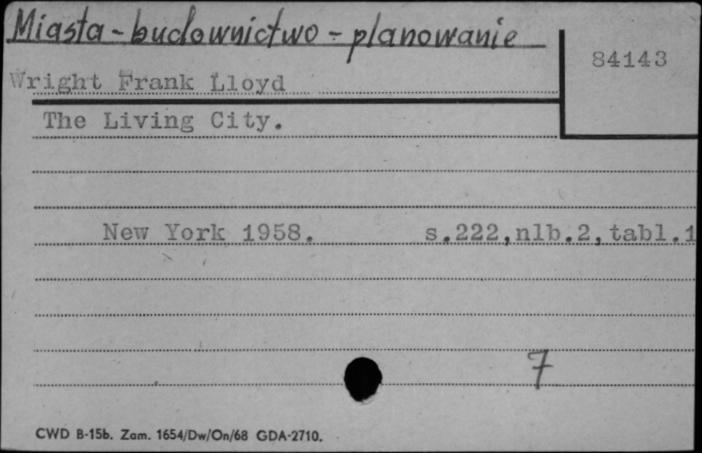 Miasta - budownictwo - planowanie
84143
Wright Frank Lloyd
The Living City.
New York 1958. s.222,nlb.2,tabl.1
7
CWD B-15b. Zam. 1654/Dw/On/68 GDA-2710.